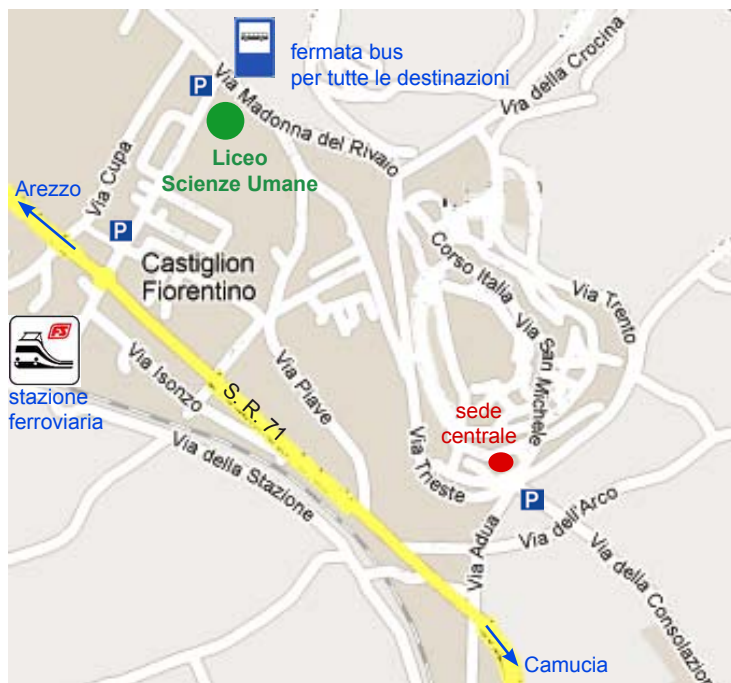 fermata bus
per tutte le destinazioni
P
Via Madonna del Rivaio
Via della Crocina
Liceo
Scienze Umane
Via Cupa
Arezzo
P
Castiglion
Fiorentino
Corso Italia
Via Trento
Via San Michele
stazione
ferroviaria
Via Isonzo
S. R. 71
Via Piave
sede
centrale
Via Trieste
Via della Stazione
P
Via dell'Arco
Via Adua
Via della Consolazion
Camucia